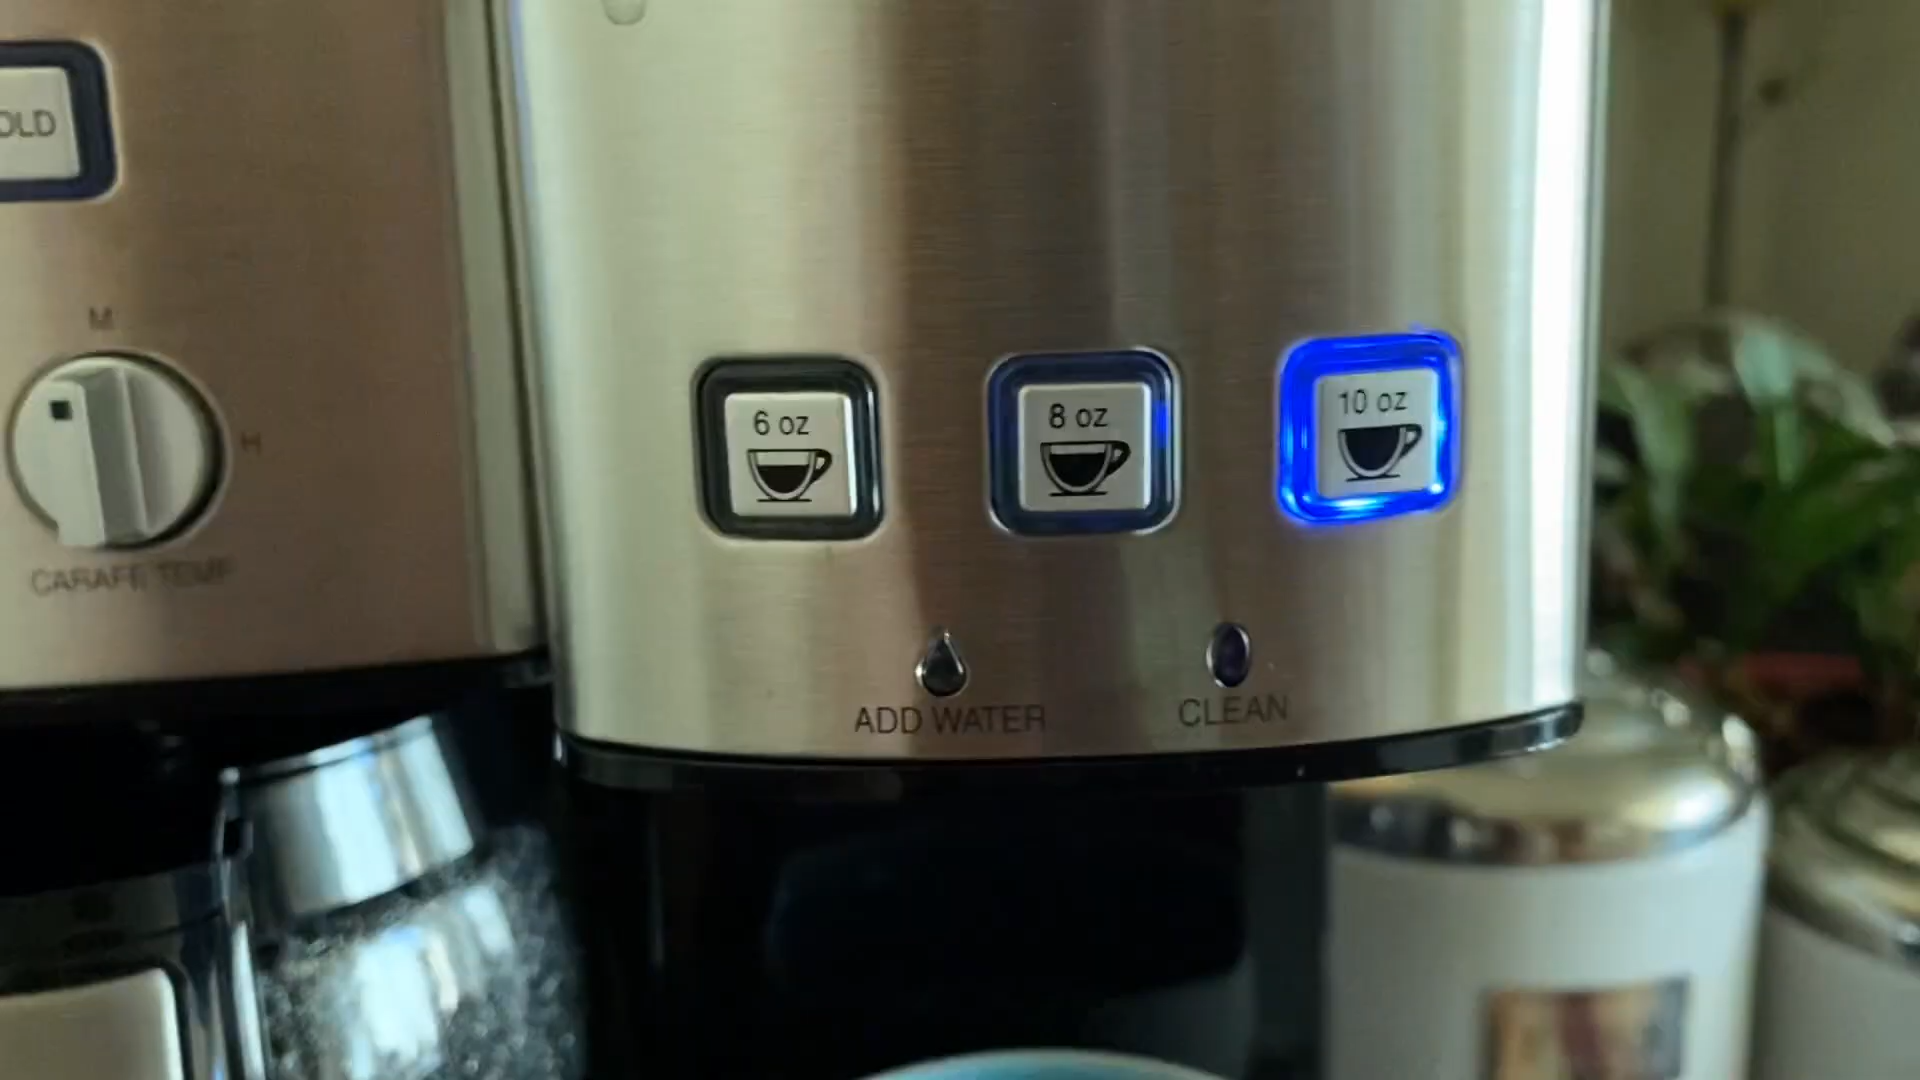 OLD
M
H
CARAFE TEMP
6 oz
8 oz
10 oz
ADD WATER
CLEAN